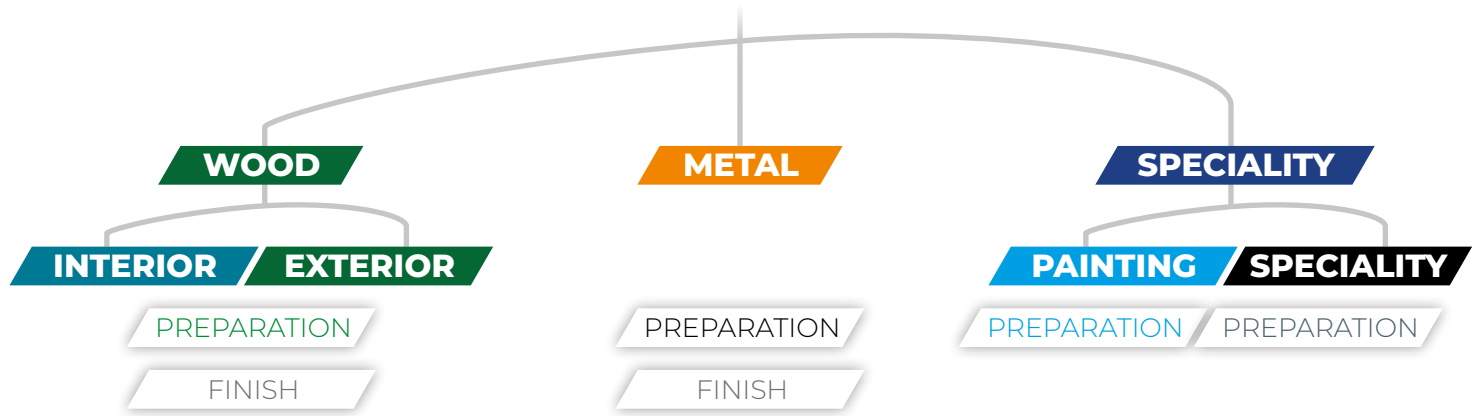 WOOD METAL SPECIALITY
INTERIOR EXTERIOR PAINTING SPECIALITY
PREPARATION PREPARATION PREPARATION PREPARATION
FINISH FINISH